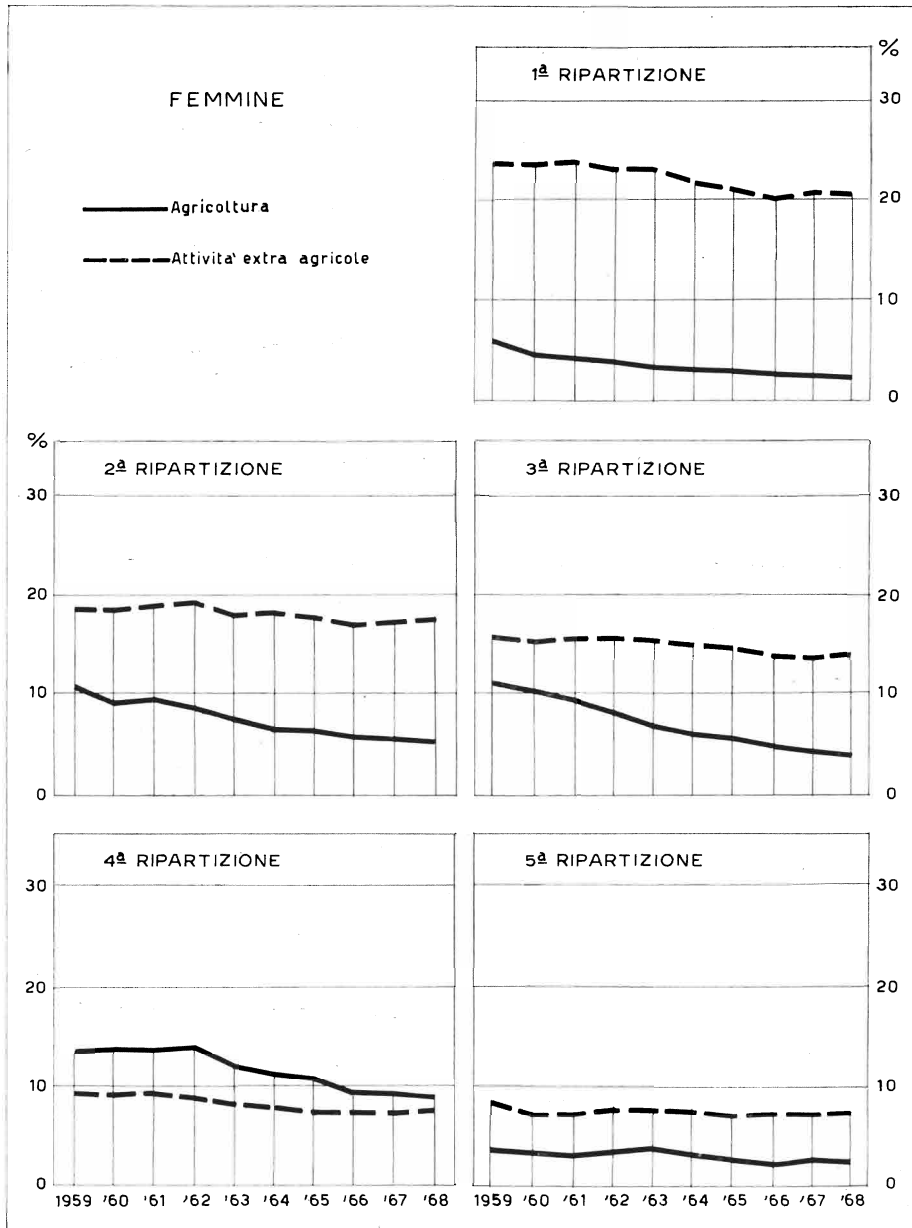 %
1ª RIPARTIZIONE
FEMMINE
30
Agricoltura
20
Attivita' extra agricole
10
0
%
2ª RIPARTIZIONE
3ª RIPARTIZIONE
30
30
20
20
10
10
0
0
4ª RIPARTIZIONE
5ª RIPARTIZIONE
30
30
20
20
10
10
0
0
1959 '60 '61 '62 '63 '64 '65 '66 '67 '68
1959 '60 '61 '62 '63 '64 '65 '66 '67 '68